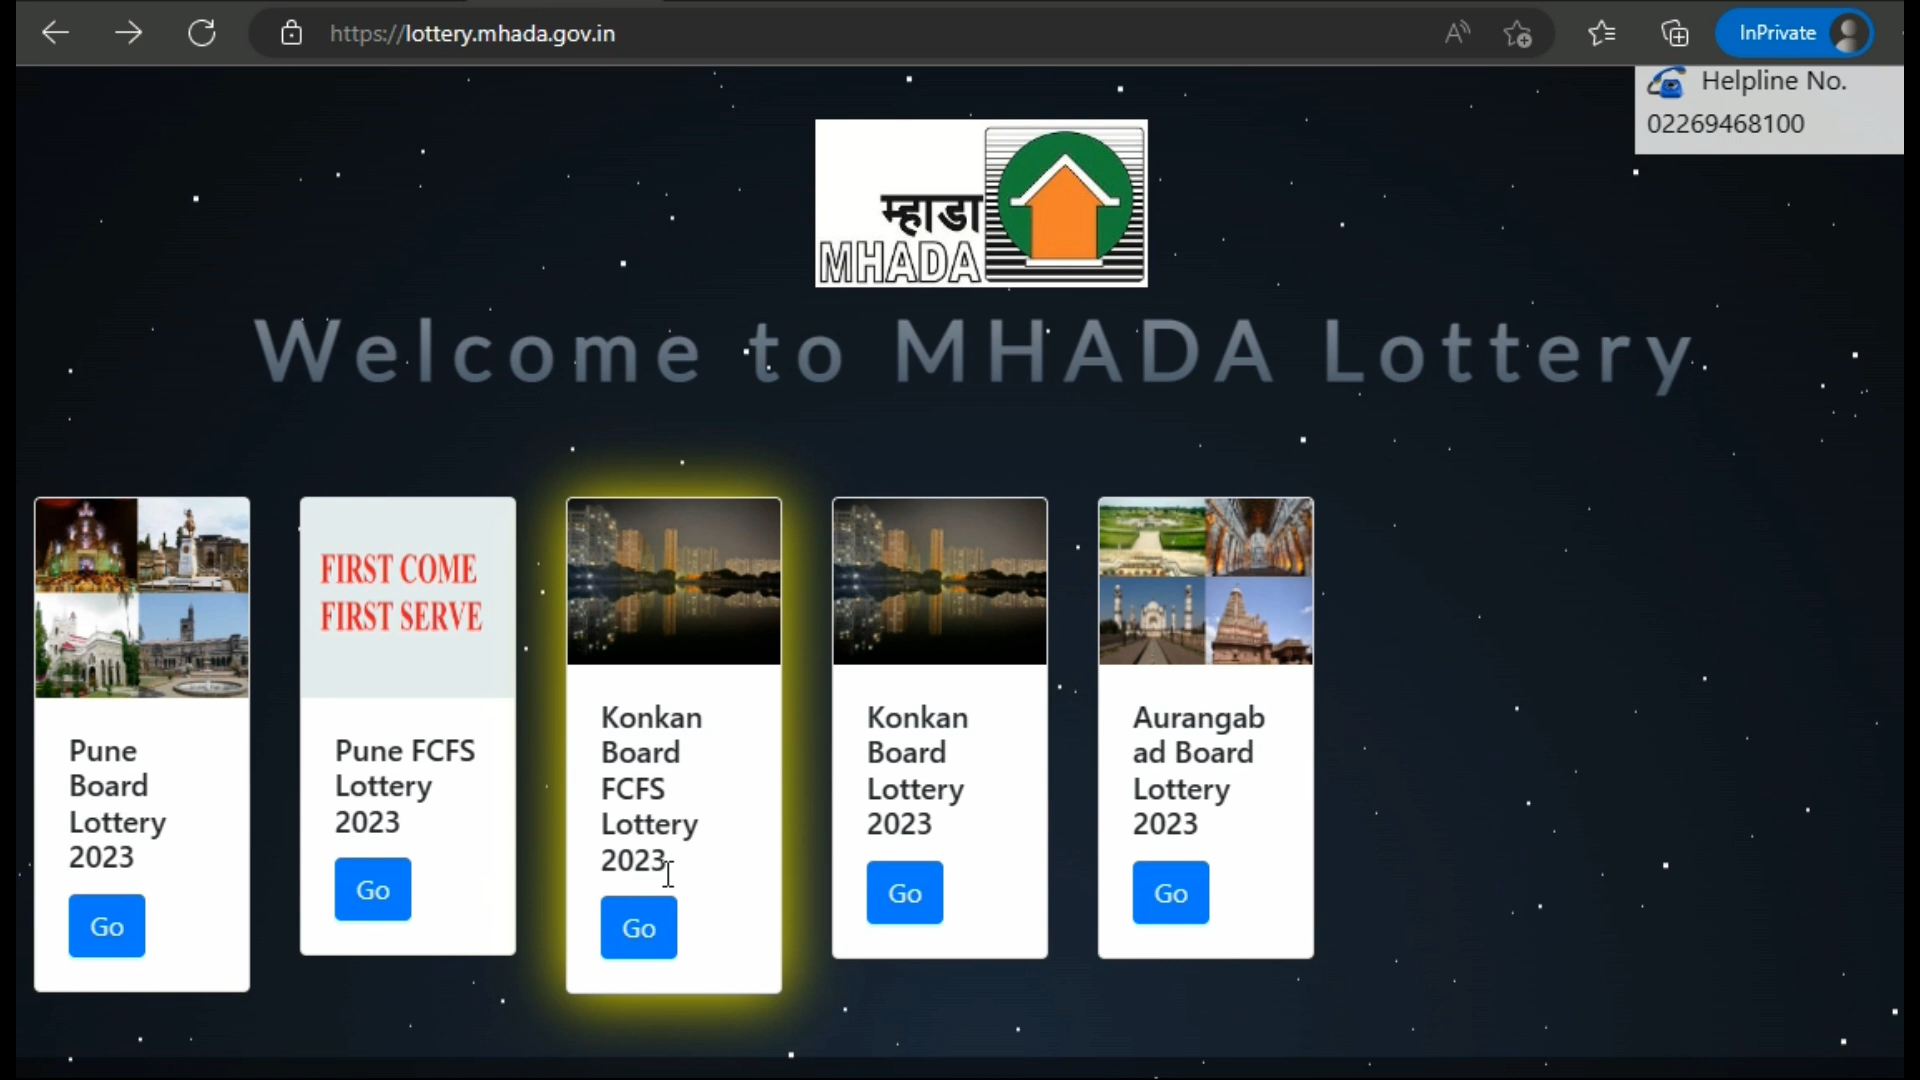 https://lottery.mhada.gov.in
InPrivate
Helpline No.
02269468100
म्हाडा
MHADA
Welcome to MHADA Lottery
FIRST COME
FIRST SERVE
Pune
Board
Lottery
2023
Go
Pune FCFS
Lottery
2023
Go
Konkan
Board
FCFS
Lottery
2023
Go
Konkan
Board
Lottery
2023
Go
Aurangab
ad Board
Lottery
2023
Go